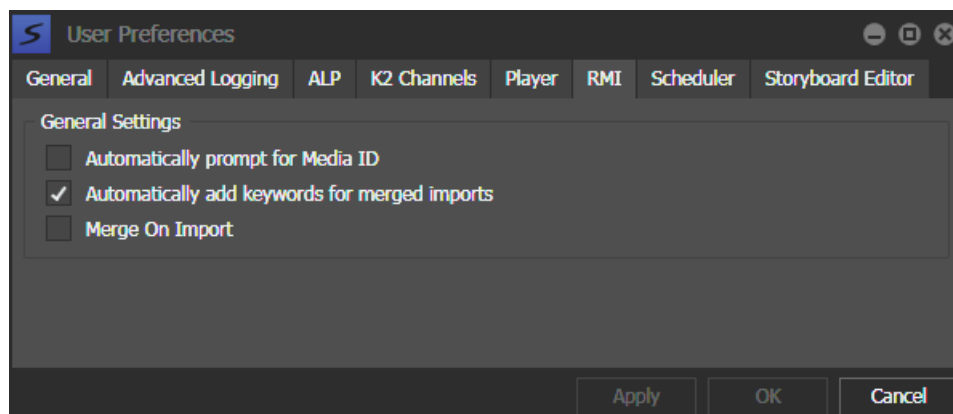 S User Preferences
General Advanced Logging ALP K2 Channels Player RMI Scheduler Storyboard Editor
General Settings
Automatically prompt for Media ID
Automatically add keywords for merged imports
Merge On Import
Apply OK Cancel